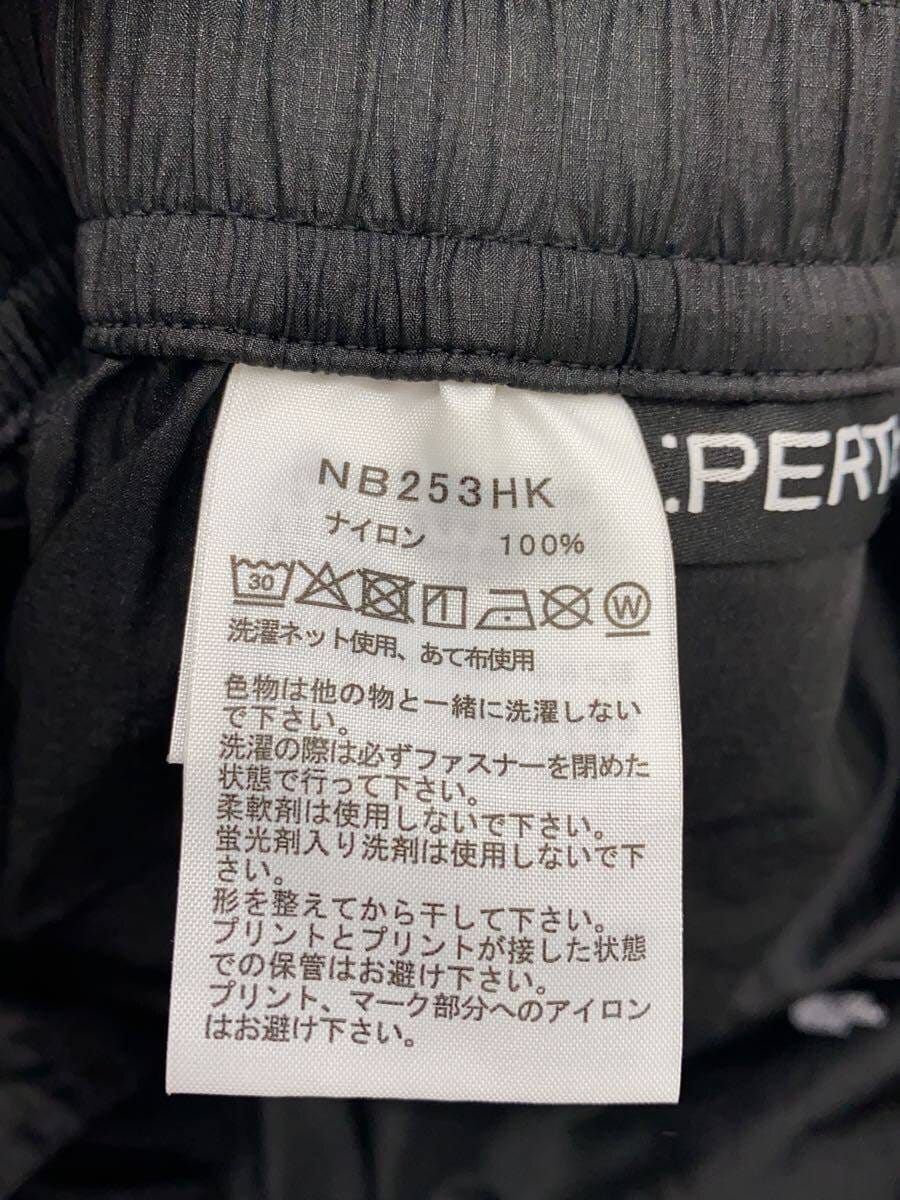 NB253HK
ナイロン 100%
:PERT
30
W
洗濯ネット使用、あて布使用
色物は他の物と一緒に洗濯しない
で下さい。
洗濯の際は必ずファスナーを閉めた
状態で行って下さい。
柔軟剤は使用しないで下さい。
蛍光剤入り洗剤は使用しないで下
さい。
形を整えてから干して下さい。
プリントとプリントが接した状態
での保管はお避け下さい。
プリント、マーク部分へのアイロン
はお避け下さい。